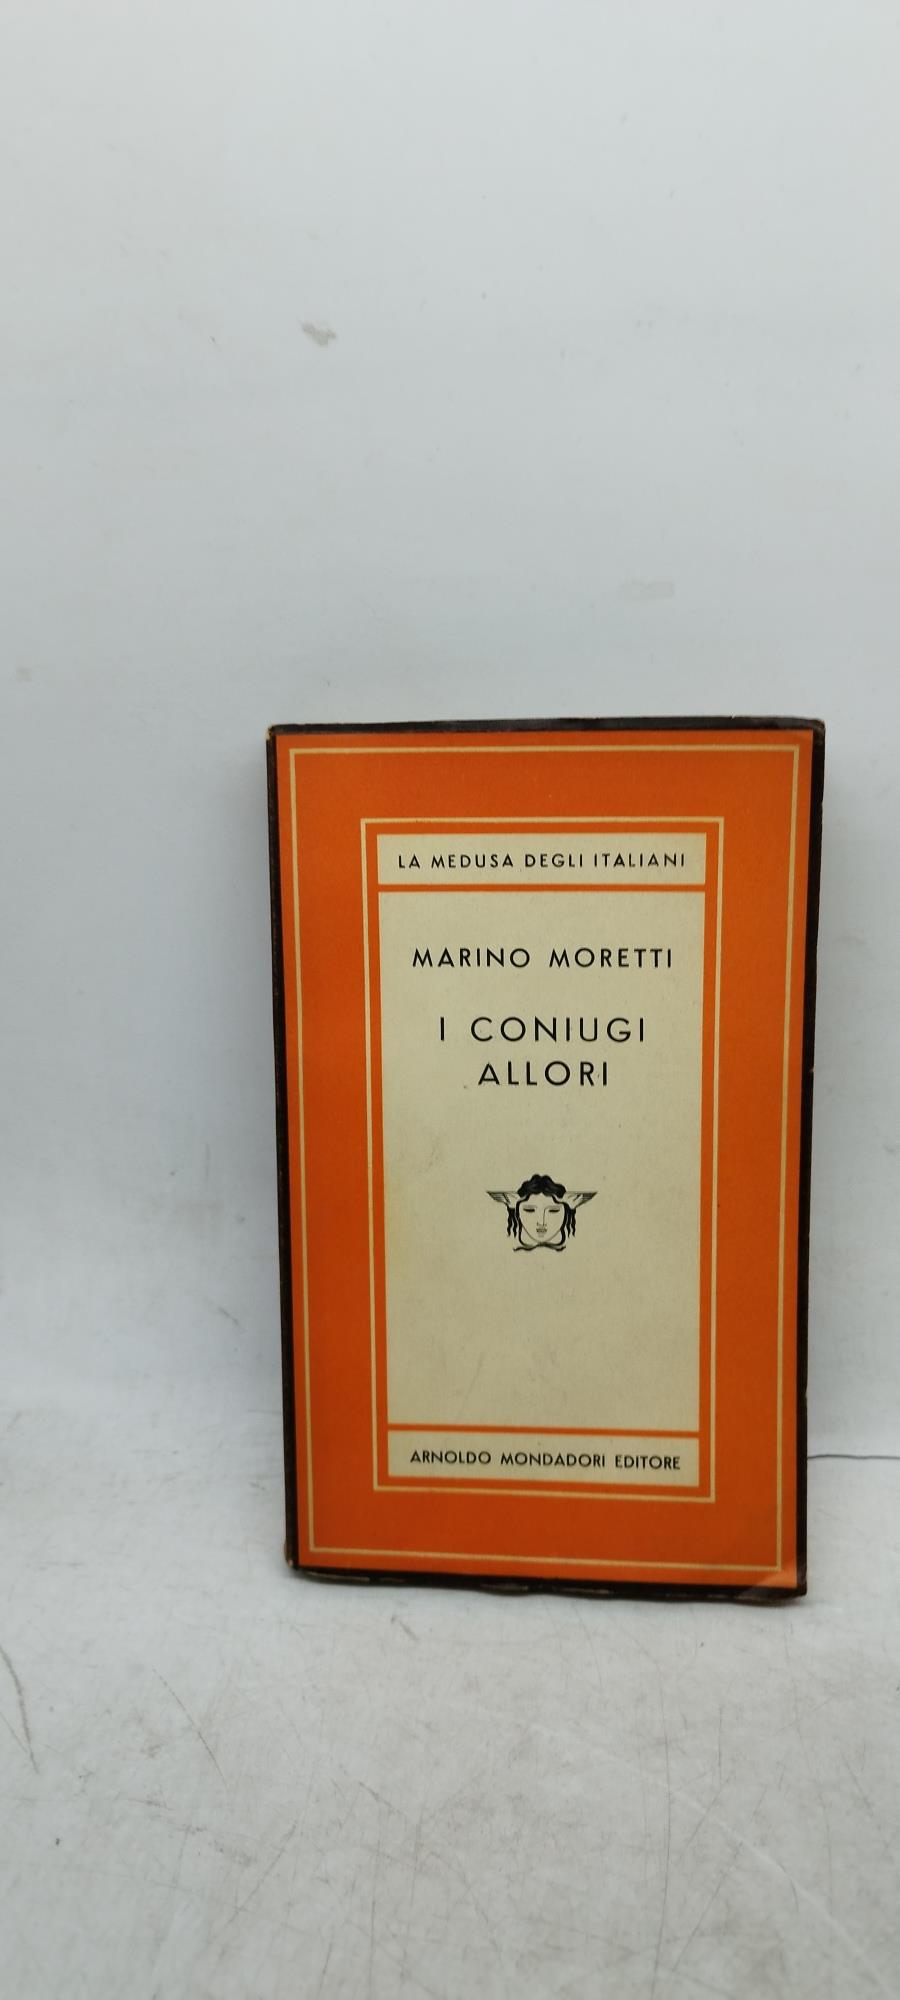 LA MEDUSA DEGLI ITALIANI
MARINO MORETTI
I CONIUGI
ALLORI
ARNOLDO MONDADORI EDITORE